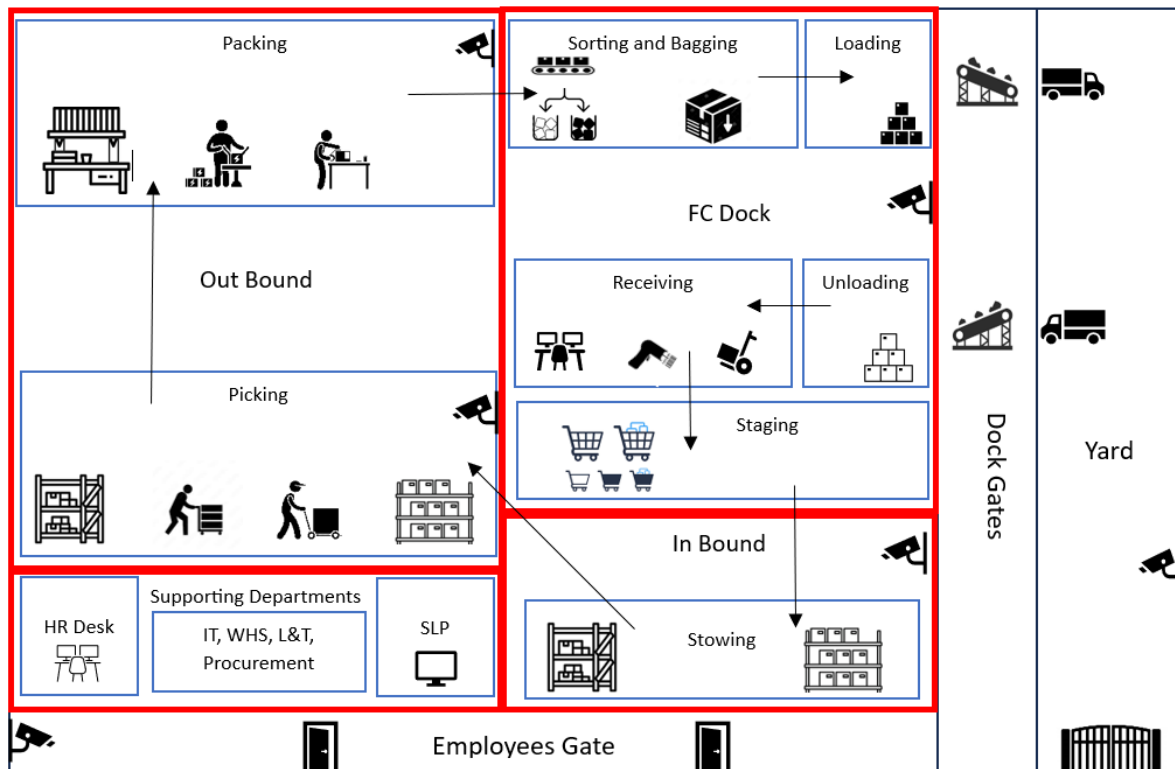 Packing
Sorting and Bagging
Loading
FC Dock
Out Bound
Receiving
Unloading
Picking
Staging
Dock Gates
Yard
In Bound
Supporting Departments
HR Desk
IT, WHS, L&T,
Procurement
SLP
Stowing
Employees Gate